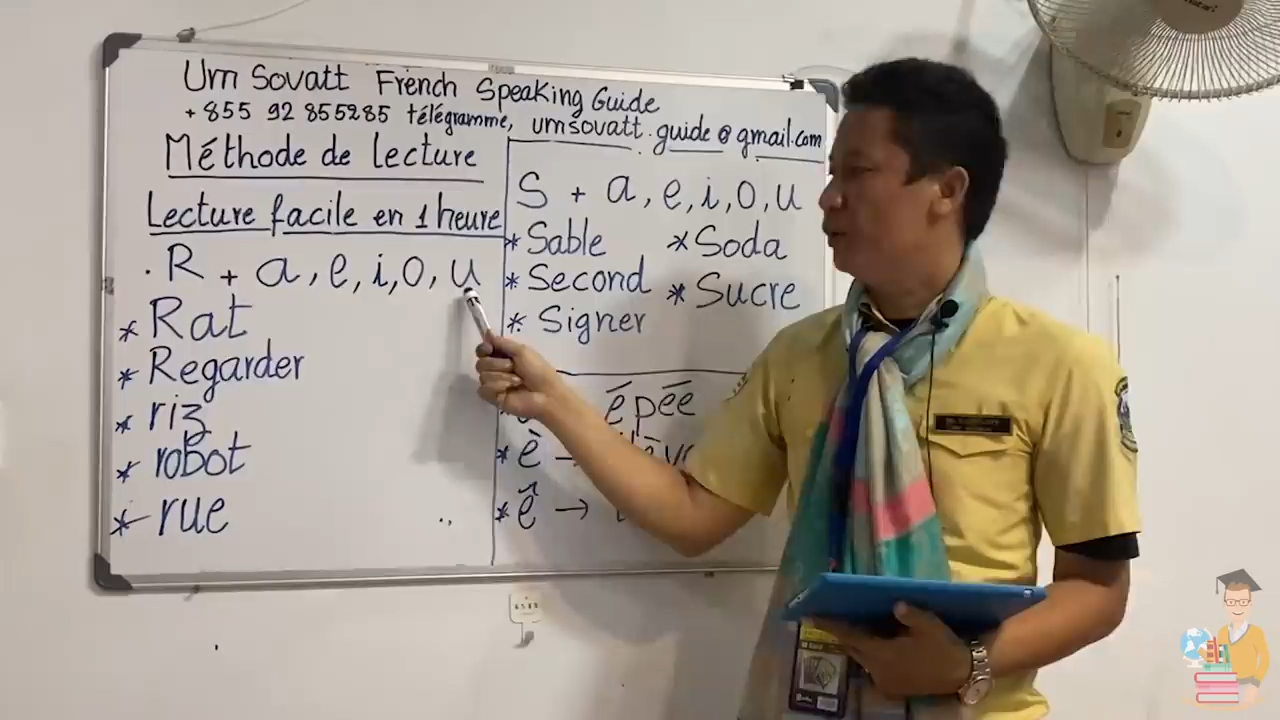 Um Sovatt French Speaking Guide
+855 92 855285 télégramme, umsovatt.guide@gmail.com
Méthode de lecture
Lecture facile en 1 heure
. R + a, e, i, o, u
* Rat
* Regarder
* riz
* robot
* rue
S + a, e, i, o, u
* Sable * Soda
* Second * Sucre
* Signer
épée
* è →
* ê →